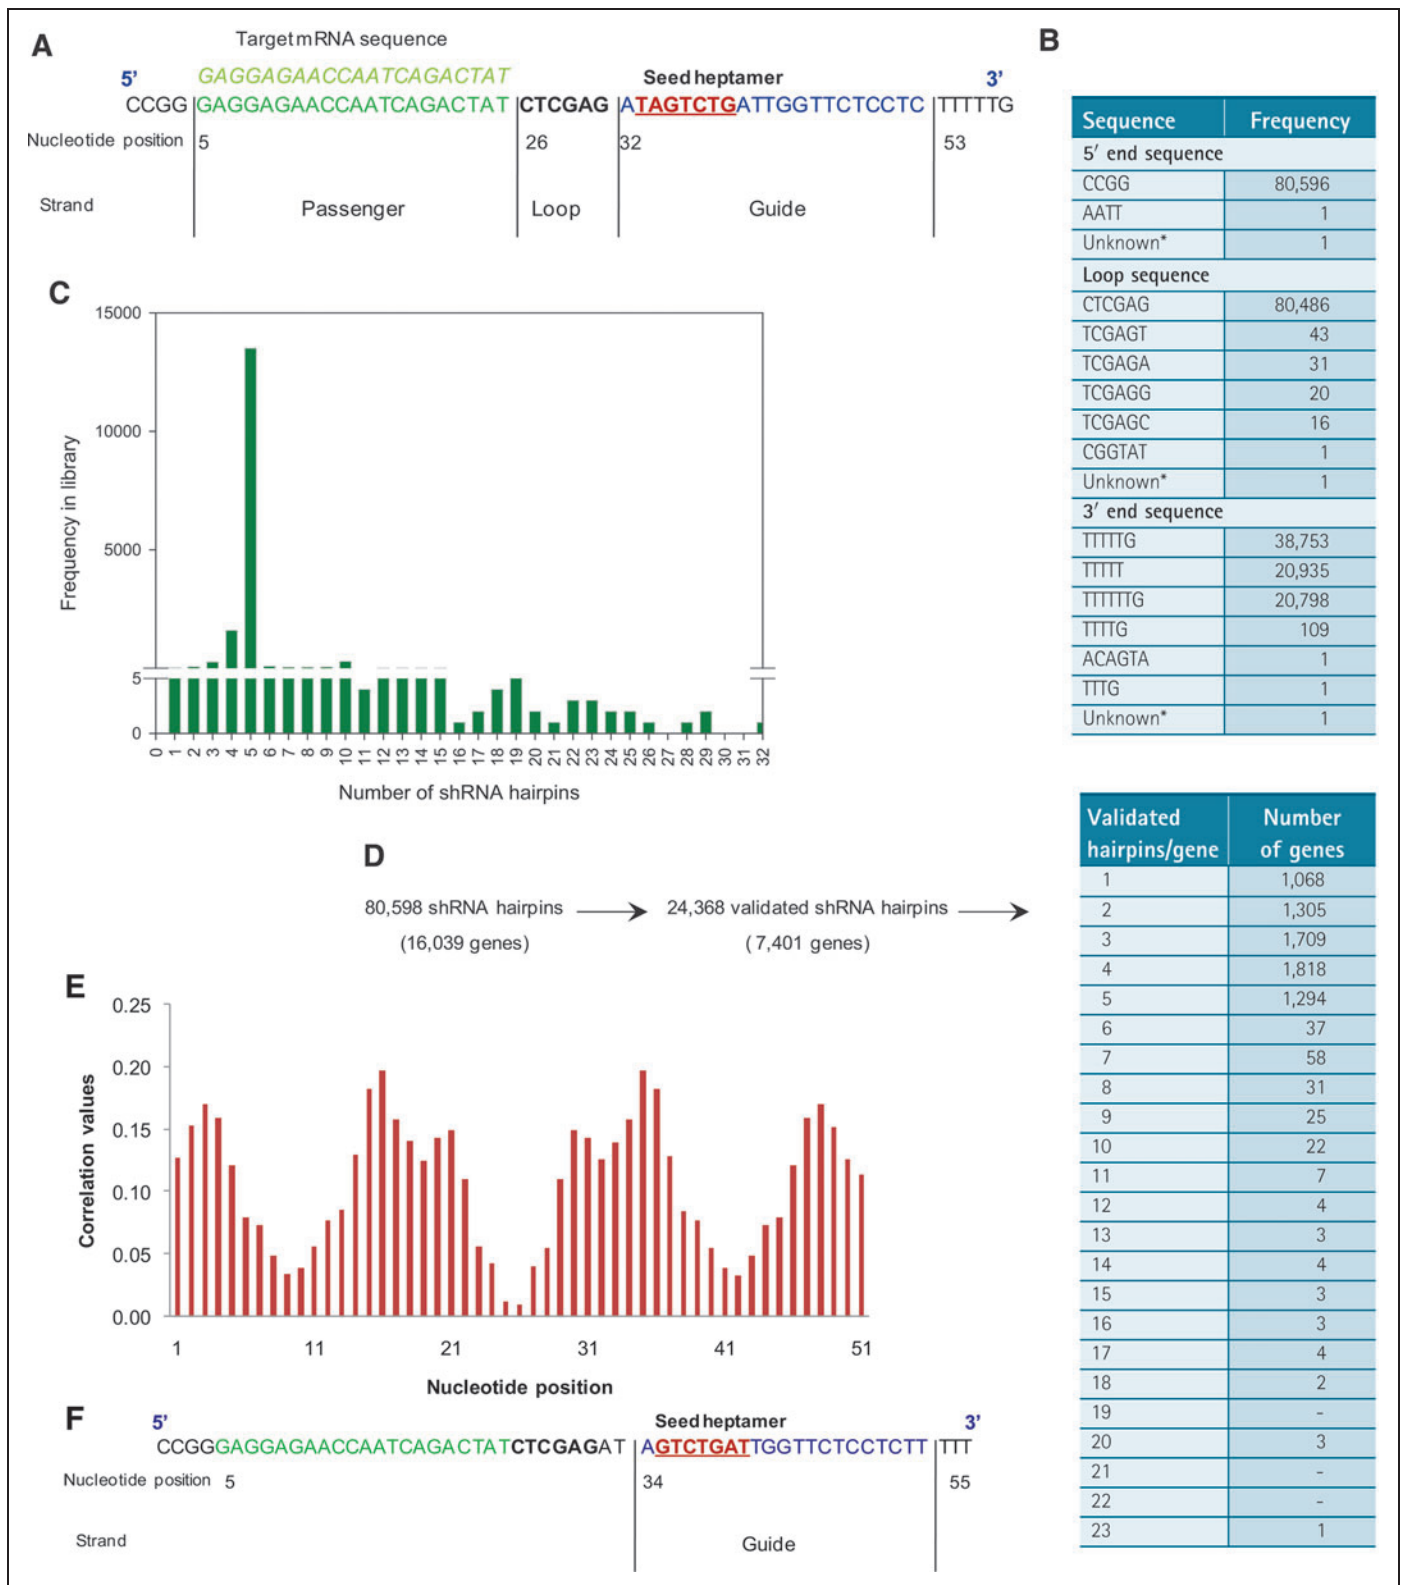 A
Target mRNA sequence
GAGGAGAACCAATCAGACTAT
5’ Seed heptamer 3’
CCGG GAGGAGAACCAATCAGACTAT CTCGAG ATAGTCTGATTGGTTCTCCTC TTTTTG
Nucleotide position 5 26 32 53
Strand Passenger Loop Guide
B
Sequence Frequency
5′ end sequence
CCGG 80,596
AATT 1
Unknown* 1
Loop sequence
CTCGAG 80,486
TCGAGT 43
TCGAGA 31
TCGAGG 20
TCGAGC 16
CGGTAT 1
Unknown* 1
3′ end sequence
TTTTTG 38,753
TTTTT 20,935
TTTTTTG 20,798
TTTTG 109
ACAGTA 1
TTTG 1
Unknown* 1
C
15000
10000
5000
5
0
Frequency in library
0 1 2 3 4 5 6 7 8 9 10 11 12 13 14 15 16 17 18 19 20 21 22 23 24 25 26 27 28 29 30 31 32
Number of shRNA hairpins
D
80,598 shRNA hairpins 24,368 validated shRNA hairpins
(16,039 genes) (7,401 genes)
Validated Number
hairpins/gene of genes
1 1,068
2 1,305
3 1,709
4 1,818
5 1,294
6 37
7 58
8 31
9 25
10 22
11 7
12 4
13 3
14 4
15 3
16 3
17 4
18 2
19 -
20 3
21 -
22 -
23 1
E
0.25
0.20
0.15
0.10
0.05
0.00
Correlation values
1 11 21 31 41 51
Nucleotide position
F
5’ Seed heptamer 3’
CCGGGAGGAGAACCAATCAGACTATCTCGAGAT AGTCTGATTGGTTCTCCTCTT TTT
Nucleotide position 5 34 55
Strand Guide